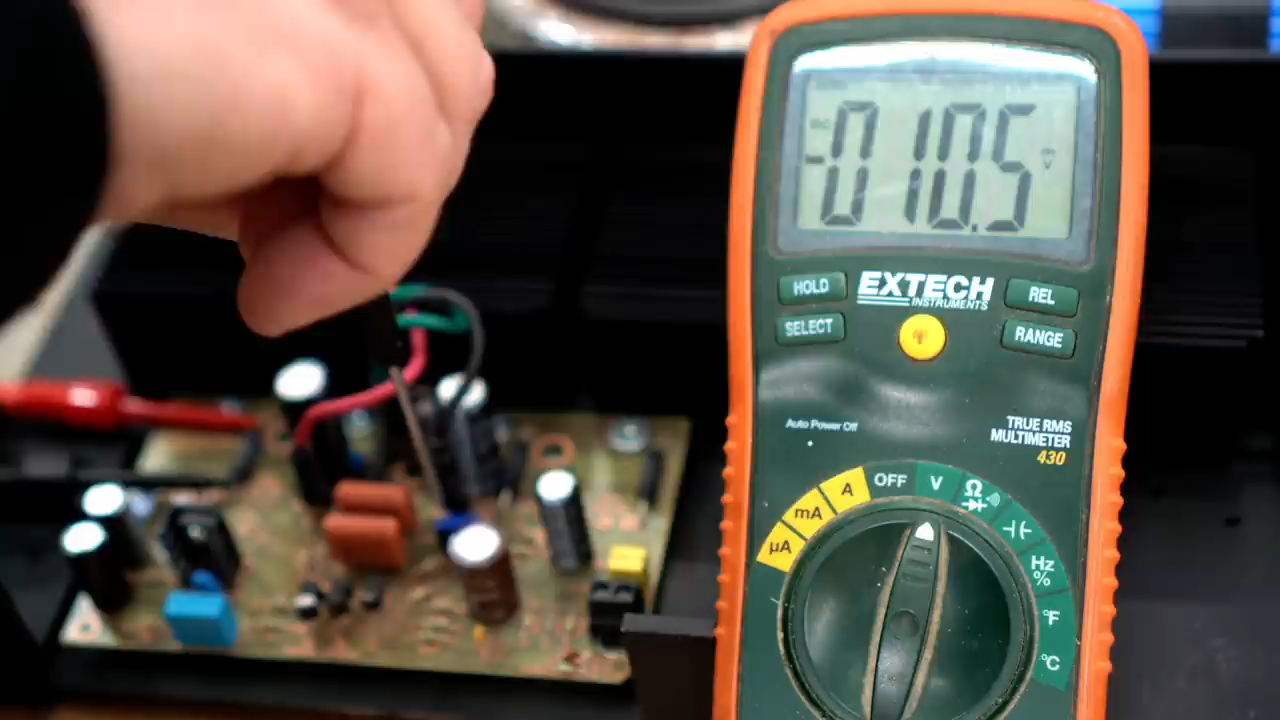 -010.5
HOLD
EXTECH
INSTRUMENTS
REL
SELECT
RANGE
Auto Power Off
TRUE RMS
MULTIMETER
430
µA
mA
A
OFF
V
Ω
Hz
%
°F
°C